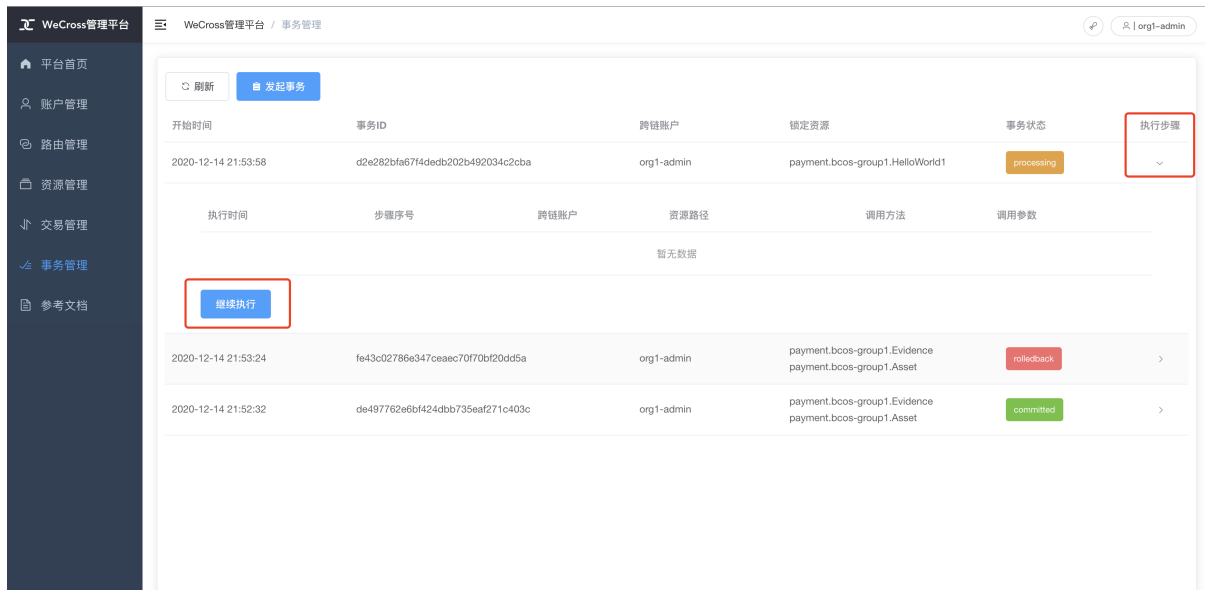 WeCross管理平台
WeCross管理平台 / 事务管理
org1-admin
平台首页
账户管理
路由管理
资源管理
交易管理
事务管理
参考文档
刷新
发起事务
开始时间 事务ID 跨链账户 锁定资源 事务状态 执行步骤
2020-12-14 21:53:58 d2e282bfa67f4dedb202b492034c2cba org1-admin payment.bcos-group1.HelloWorld1 processing
执行时间 步骤序号 跨链账户 资源路径 调用方法 调用参数
暂无数据
继续执行
2020-12-14 21:53:24 fe43c02786e347ceaec70f70bf20dd5a org1-admin payment.bcos-group1.Evidence rolledback
payment.bcos-group1.Asset
2020-12-14 21:52:32 de497762e6bf424dbb735eaf271c403c org1-admin payment.bcos-group1.Evidence committed
payment.bcos-group1.Asset